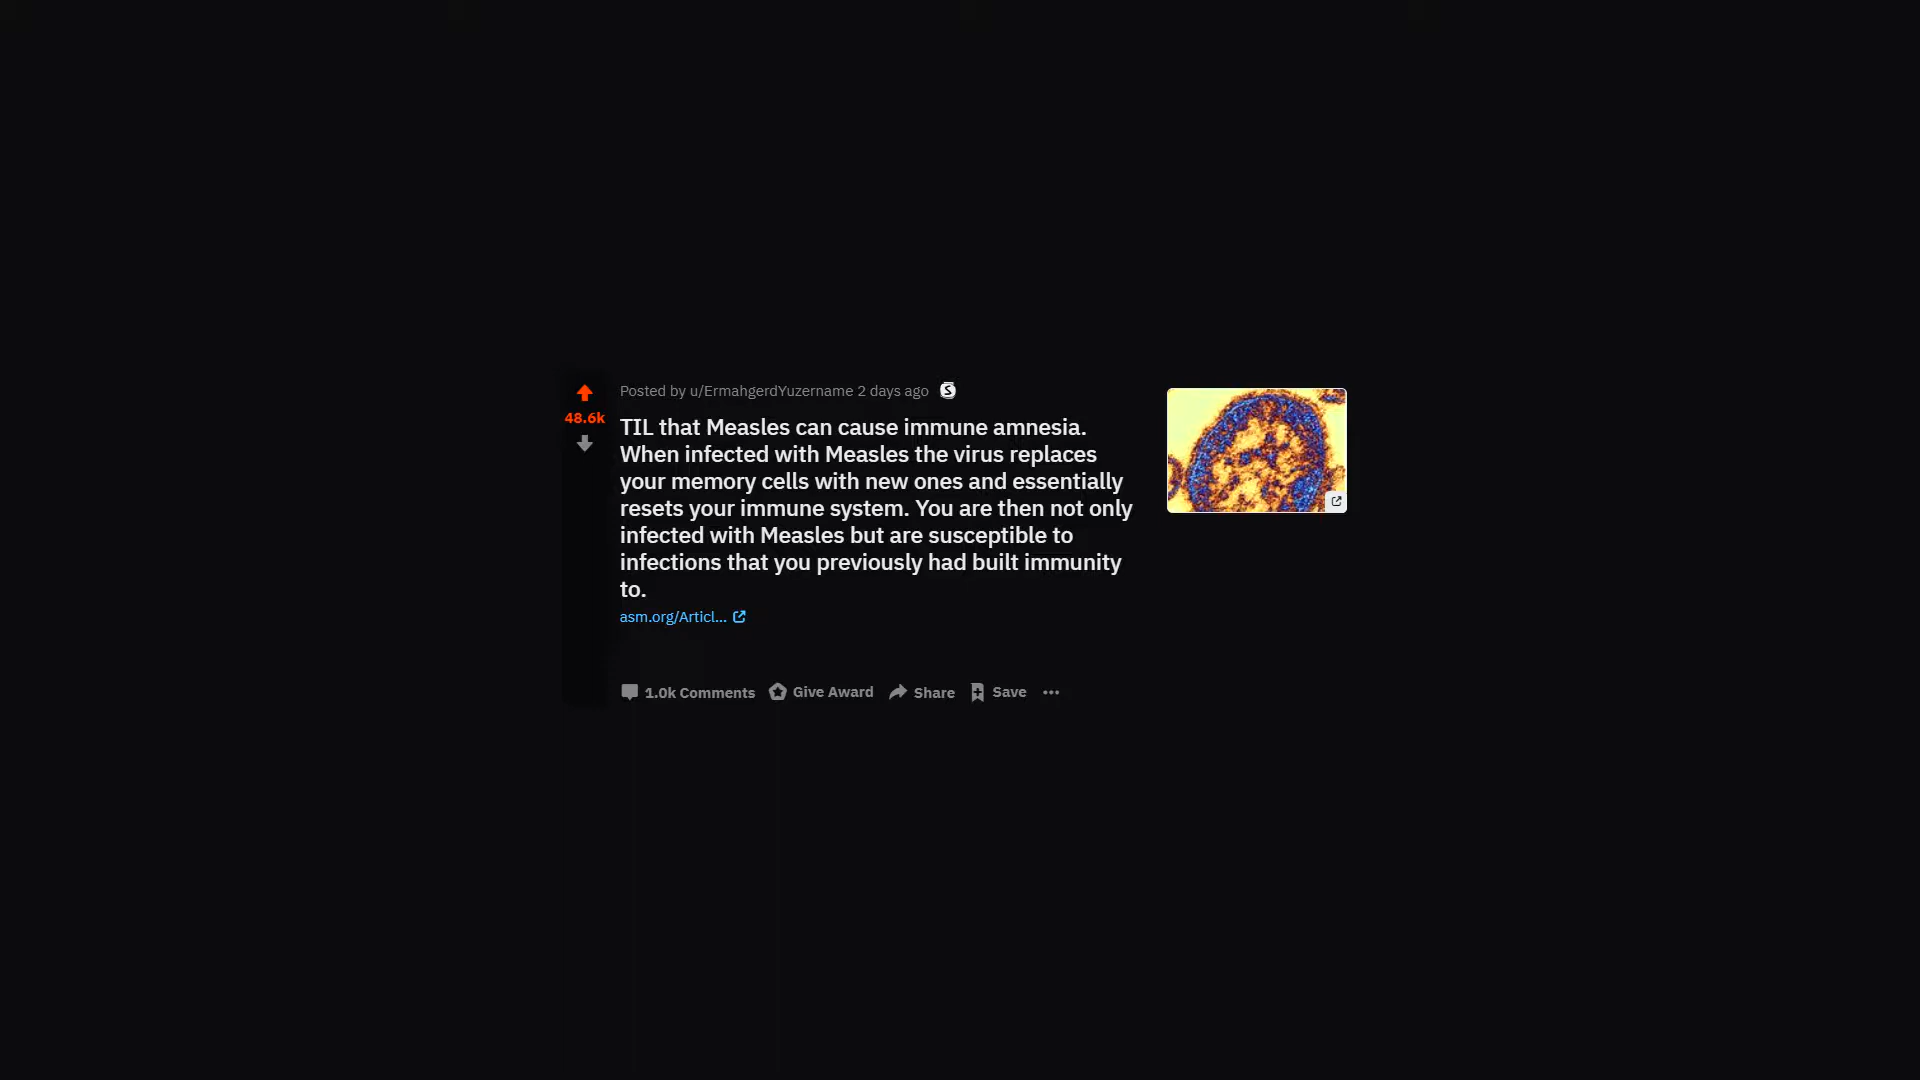 Posted by u/ErmahgerdYuzername 2 days ago
48.6k
TIL that Measles can cause immune amnesia.
When infected with Measles the virus replaces
your memory cells with new ones and essentially
resets your immune system. You are then not only
infected with Measles but are susceptible to
infections that you previously had built immunity
to.
asm.org/Articl...
1.0k Comments Give Award Share Save